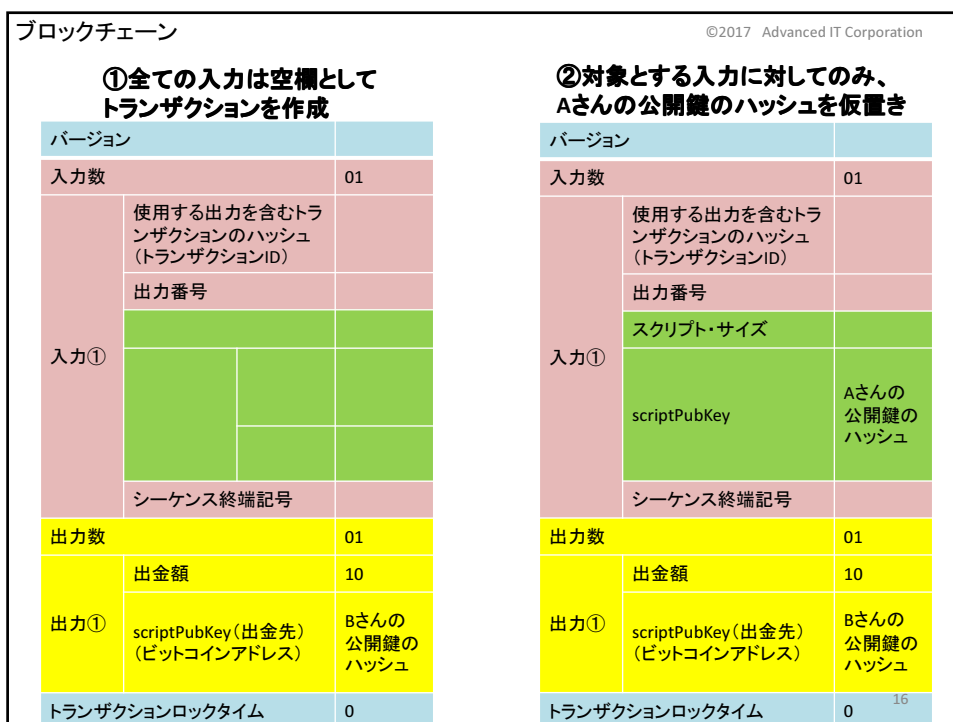 ブロックチェーン
©2017 Advanced IT Corporation
①全ての入力は空欄として
トランザクションを作成
バージョン
入力数 01
入力①
使用する出力を含むトラ
ンザクションのハッシュ
(トランザクションID)
出力番号
シーケンス終端記号
出力数 01
出力①
出金額 10
scriptPubKey(出金先)
(ビットコインアドレス)
Bさんの
公開鍵の
ハッシュ
トランザクションロックタイム 0
②対象とする入力に対してのみ、
Aさんの公開鍵のハッシュを仮置き
バージョン
入力数 01
入力①
使用する出力を含むトラ
ンザクションのハッシュ
(トランザクションID)
出力番号
スクリプト・サイズ
scriptPubKey
Aさんの
公開鍵の
ハッシュ
シーケンス終端記号
出力数 01
出力①
出金額 10
scriptPubKey(出金先)
(ビットコインアドレス)
Bさんの
公開鍵の
ハッシュ
トランザクションロックタイム 0
16